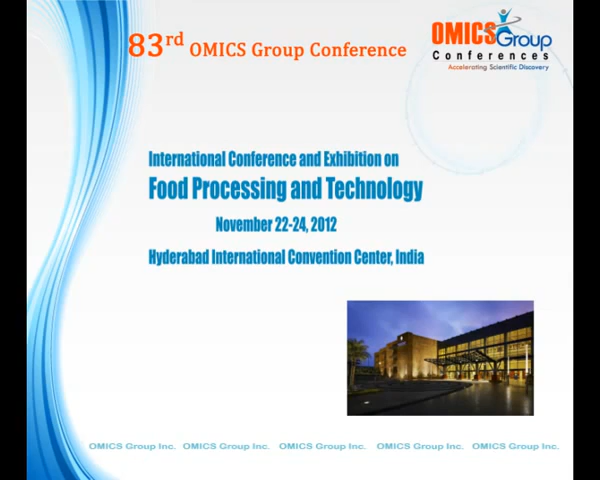 83rd OMICS Group Conference
OMICS Group
Conferences
Accelerating Scientific Discovery
International Conference and Exhibition on
Food Processing and Technology
November 22-24, 2012
Hyderabad International Convention Center, India
OMICS Group Inc. OMICS Group Inc. OMICS Group Inc. OMICS Group Inc. OMICS Group Inc.